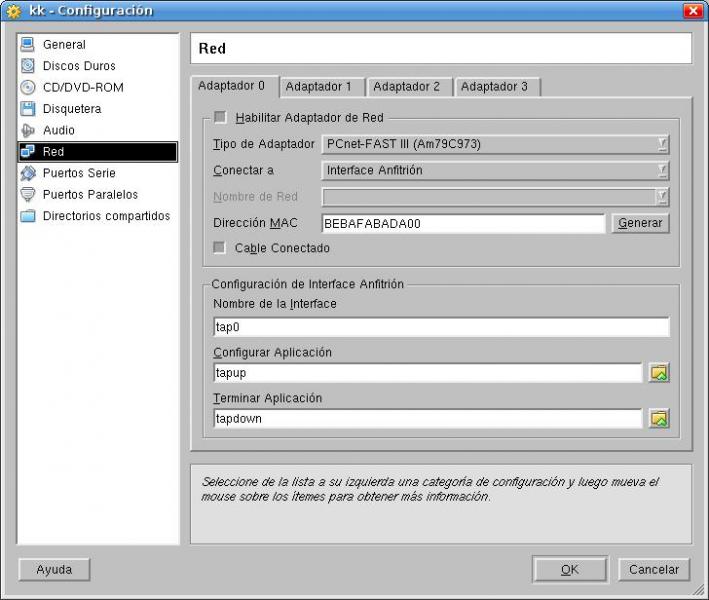 kk - Configuración
General
Discos Duros
CD/DVD-ROM
Disquetera
Audio
Red
Puertos Serie
Puertos Paralelos
Directorios compartidos
Red
Adaptador 0
Adaptador 1
Adaptador 2
Adaptador 3
Habilitar Adaptador de Red
Tipo de Adaptador
PCnet-FAST III (Am79C973)
Conectar a
Interface Anfitrión
Nombre de Red
Dirección MAC
BEBAFABADA00
Generar
Cable Conectado
Configuración de Interface Anfitrión
Nombre de la Interface
tap0
Configurar Aplicación
tapup
Terminar Aplicación
tapdown
Seleccione de la lista a su izquierda una categoría de configuración y luego mueva el
mouse sobre los ítemes para obtener más información.
Ayuda
OK
Cancelar